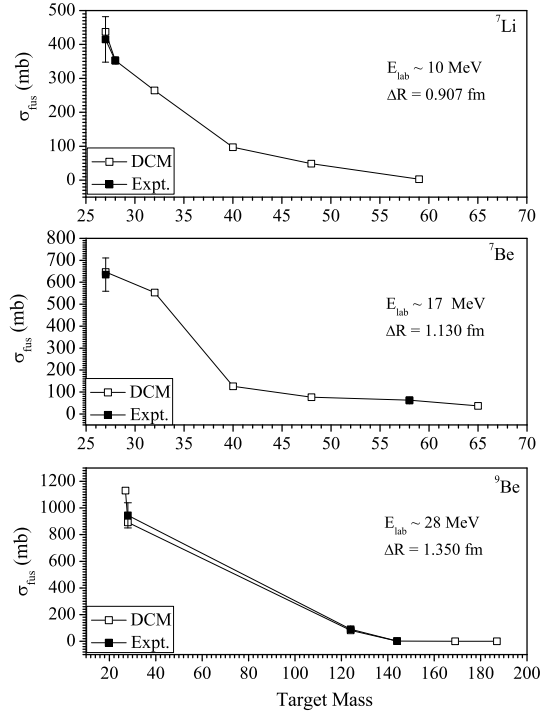 500
400
300
200
100
0
σfus (mb)
7Li
Elab ~ 10 MeV
ΔR = 0.907 fm
DCM
Expt.
25 30 35 40 45 50 55 60 65 70
800
700
600
500
400
300
200
100
0
σfus (mb)
7Be
Elab ~ 17 MeV
ΔR = 1.130 fm
DCM
Expt.
25 30 35 40 45 50 55 60 65 70
1200
1000
800
600
400
200
0
σfus (mb)
9Be
Elab ~ 28 MeV
ΔR = 1.350 fm
DCM
Expt.
20 40 60 80 100 120 140 160 180 200
Target Mass